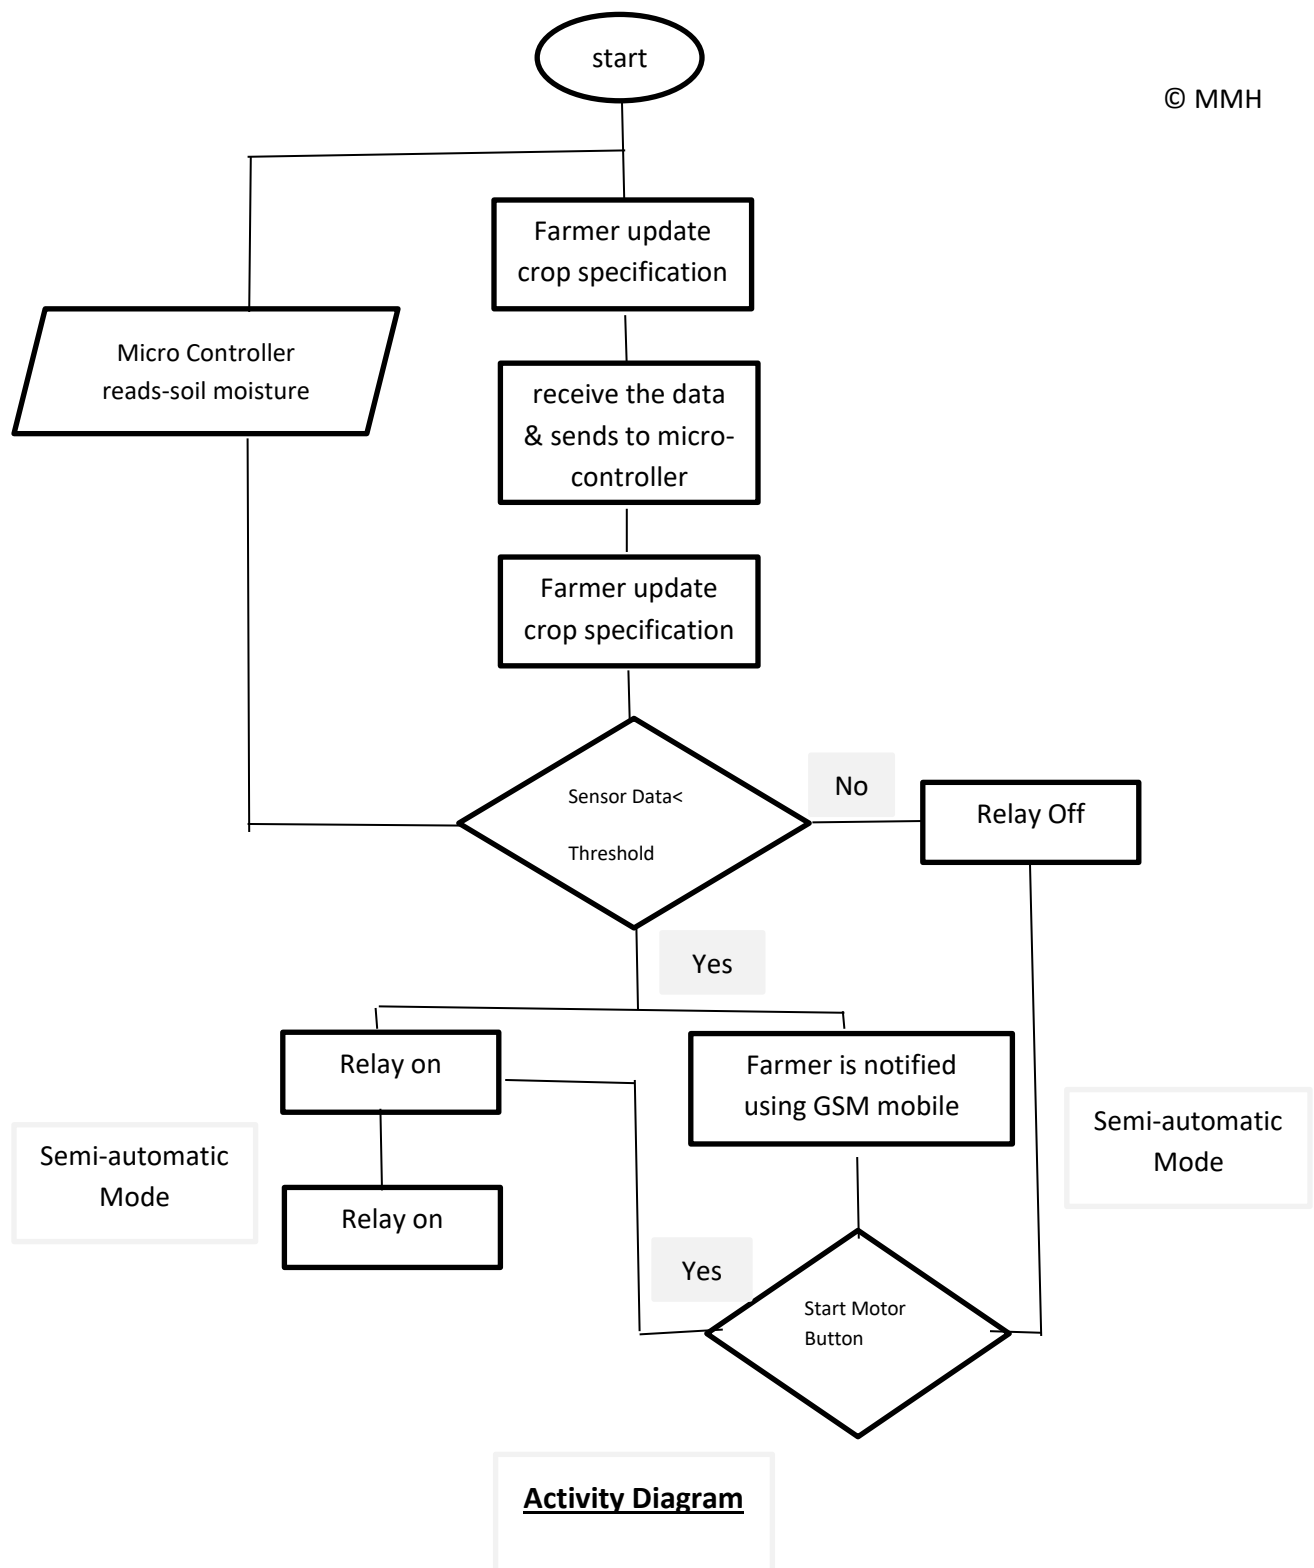 start
© MMH
Farmer update
crop specification
Micro Controller
reads-soil moisture
receive the data
& sends to micro-
controller
Farmer update
crop specification
Sensor Data<
Threshold
No
Relay Off
Yes
Relay on
Farmer is notified
using GSM mobile
Semi-automatic
Mode
Semi-automatic
Mode
Relay on
Yes
Start Motor
Button
Activity Diagram